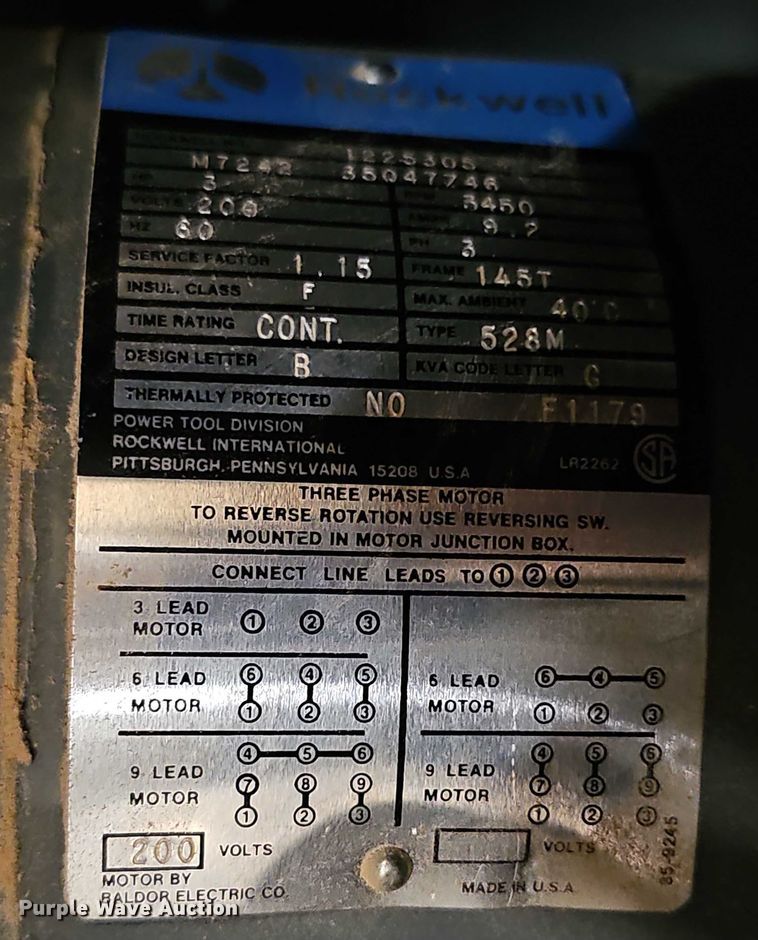 Rockwell
M7242 35047746
HP 3 3450
VOLTS 9.2
HZ 60 PH 3
SERVICE FACTOR 1.15 FRAME 145T
INSUL. CLASS F MAX. AMBIENT 40°C
TIME RATING CONT. TYPE 528M
DESIGN LETTER B KVA CODE LETTER
THERMALLY PROTECTED NO F1179
POWER TOOL DIVISION
ROCKWELL INTERNATIONAL
PITTSBURGH, PENNSYLVANIA 15208 U.S.A LR2262 SA
THREE PHASE MOTOR
TO REVERSE ROTATION USE REVERSING SW.
MOUNTED IN MOTOR JUNCTION BOX.
CONNECT LINE LEADS TO ① ② ③
3 LEAD
MOTOR ① ② ③
6 LEAD ⑥ ④ ⑤
MOTOR ① ② ③
④ ⑤ ⑥
9 LEAD ⑦ ⑧ ⑨
MOTOR ① ② ③
6 LEAD ⑥ ④ ⑤
MOTOR ① ② ③
④ ⑤ ⑥
9 LEAD ⑦ ⑧ ⑨
MOTOR ① ② ③
200 VOLTS
VOLTS
MOTOR BY
BALDOR ELECTRIC CO.
MADE IN U.S.A
85-9245
Purple Wave Auction